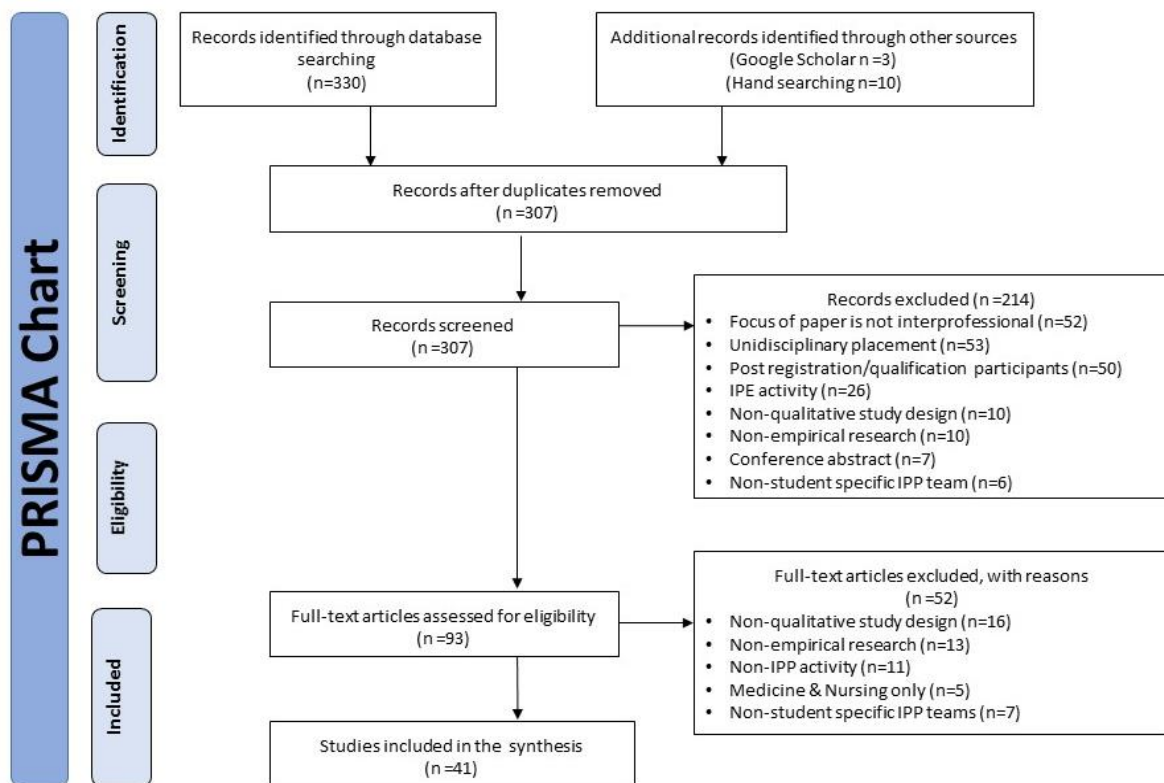 PRISMA Chart
Identification
Records identified through database
searching
(n=330)
Additional records identified through other sources
(Google Scholar n =3)
(Hand searching n=10)
Records after duplicates removed
(n =307)
Screening
Records screened
(n =307)
Records excluded (n =214)
• Focus of paper is not interprofessional (n=52)
• Unidisciplinary placement (n=53)
• Post registration/qualification participants (n=50)
• IPE activity (n=26)
• Non-qualitative study design (n=10)
• Non-empirical research (n=10)
• Conference abstract (n=7)
• Non-student specific IPP team (n=6)
Eligibility
Full-text articles assessed for eligibility
(n =93)
Full-text articles excluded, with reasons
(n =52)
• Non-qualitative study design (n=16)
• Non-empirical research (n=13)
• Non-IPP activity (n=11)
• Medicine & Nursing only (n=5)
• Non-student specific IPP teams (n=7)
Included
Studies included in the synthesis
(n =41)